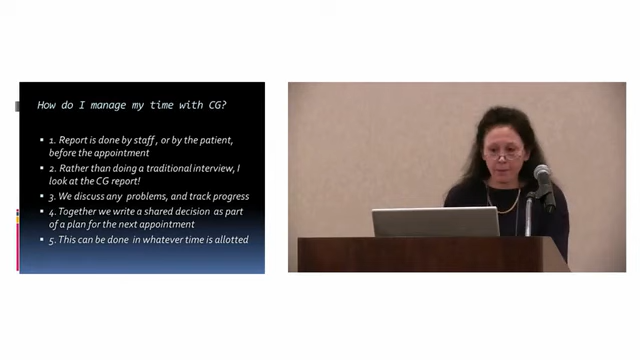 How do I manage my time with CG?
1. Report is done by staff, or by the patient,
before the appointment
2. Rather than doing a traditional interview, I
look at the CG report!
3. We discuss any problems, and track progress
4. Together we write a shared decision as part
of a plan for the next appointment
5. This can be done in whatever time is allotted